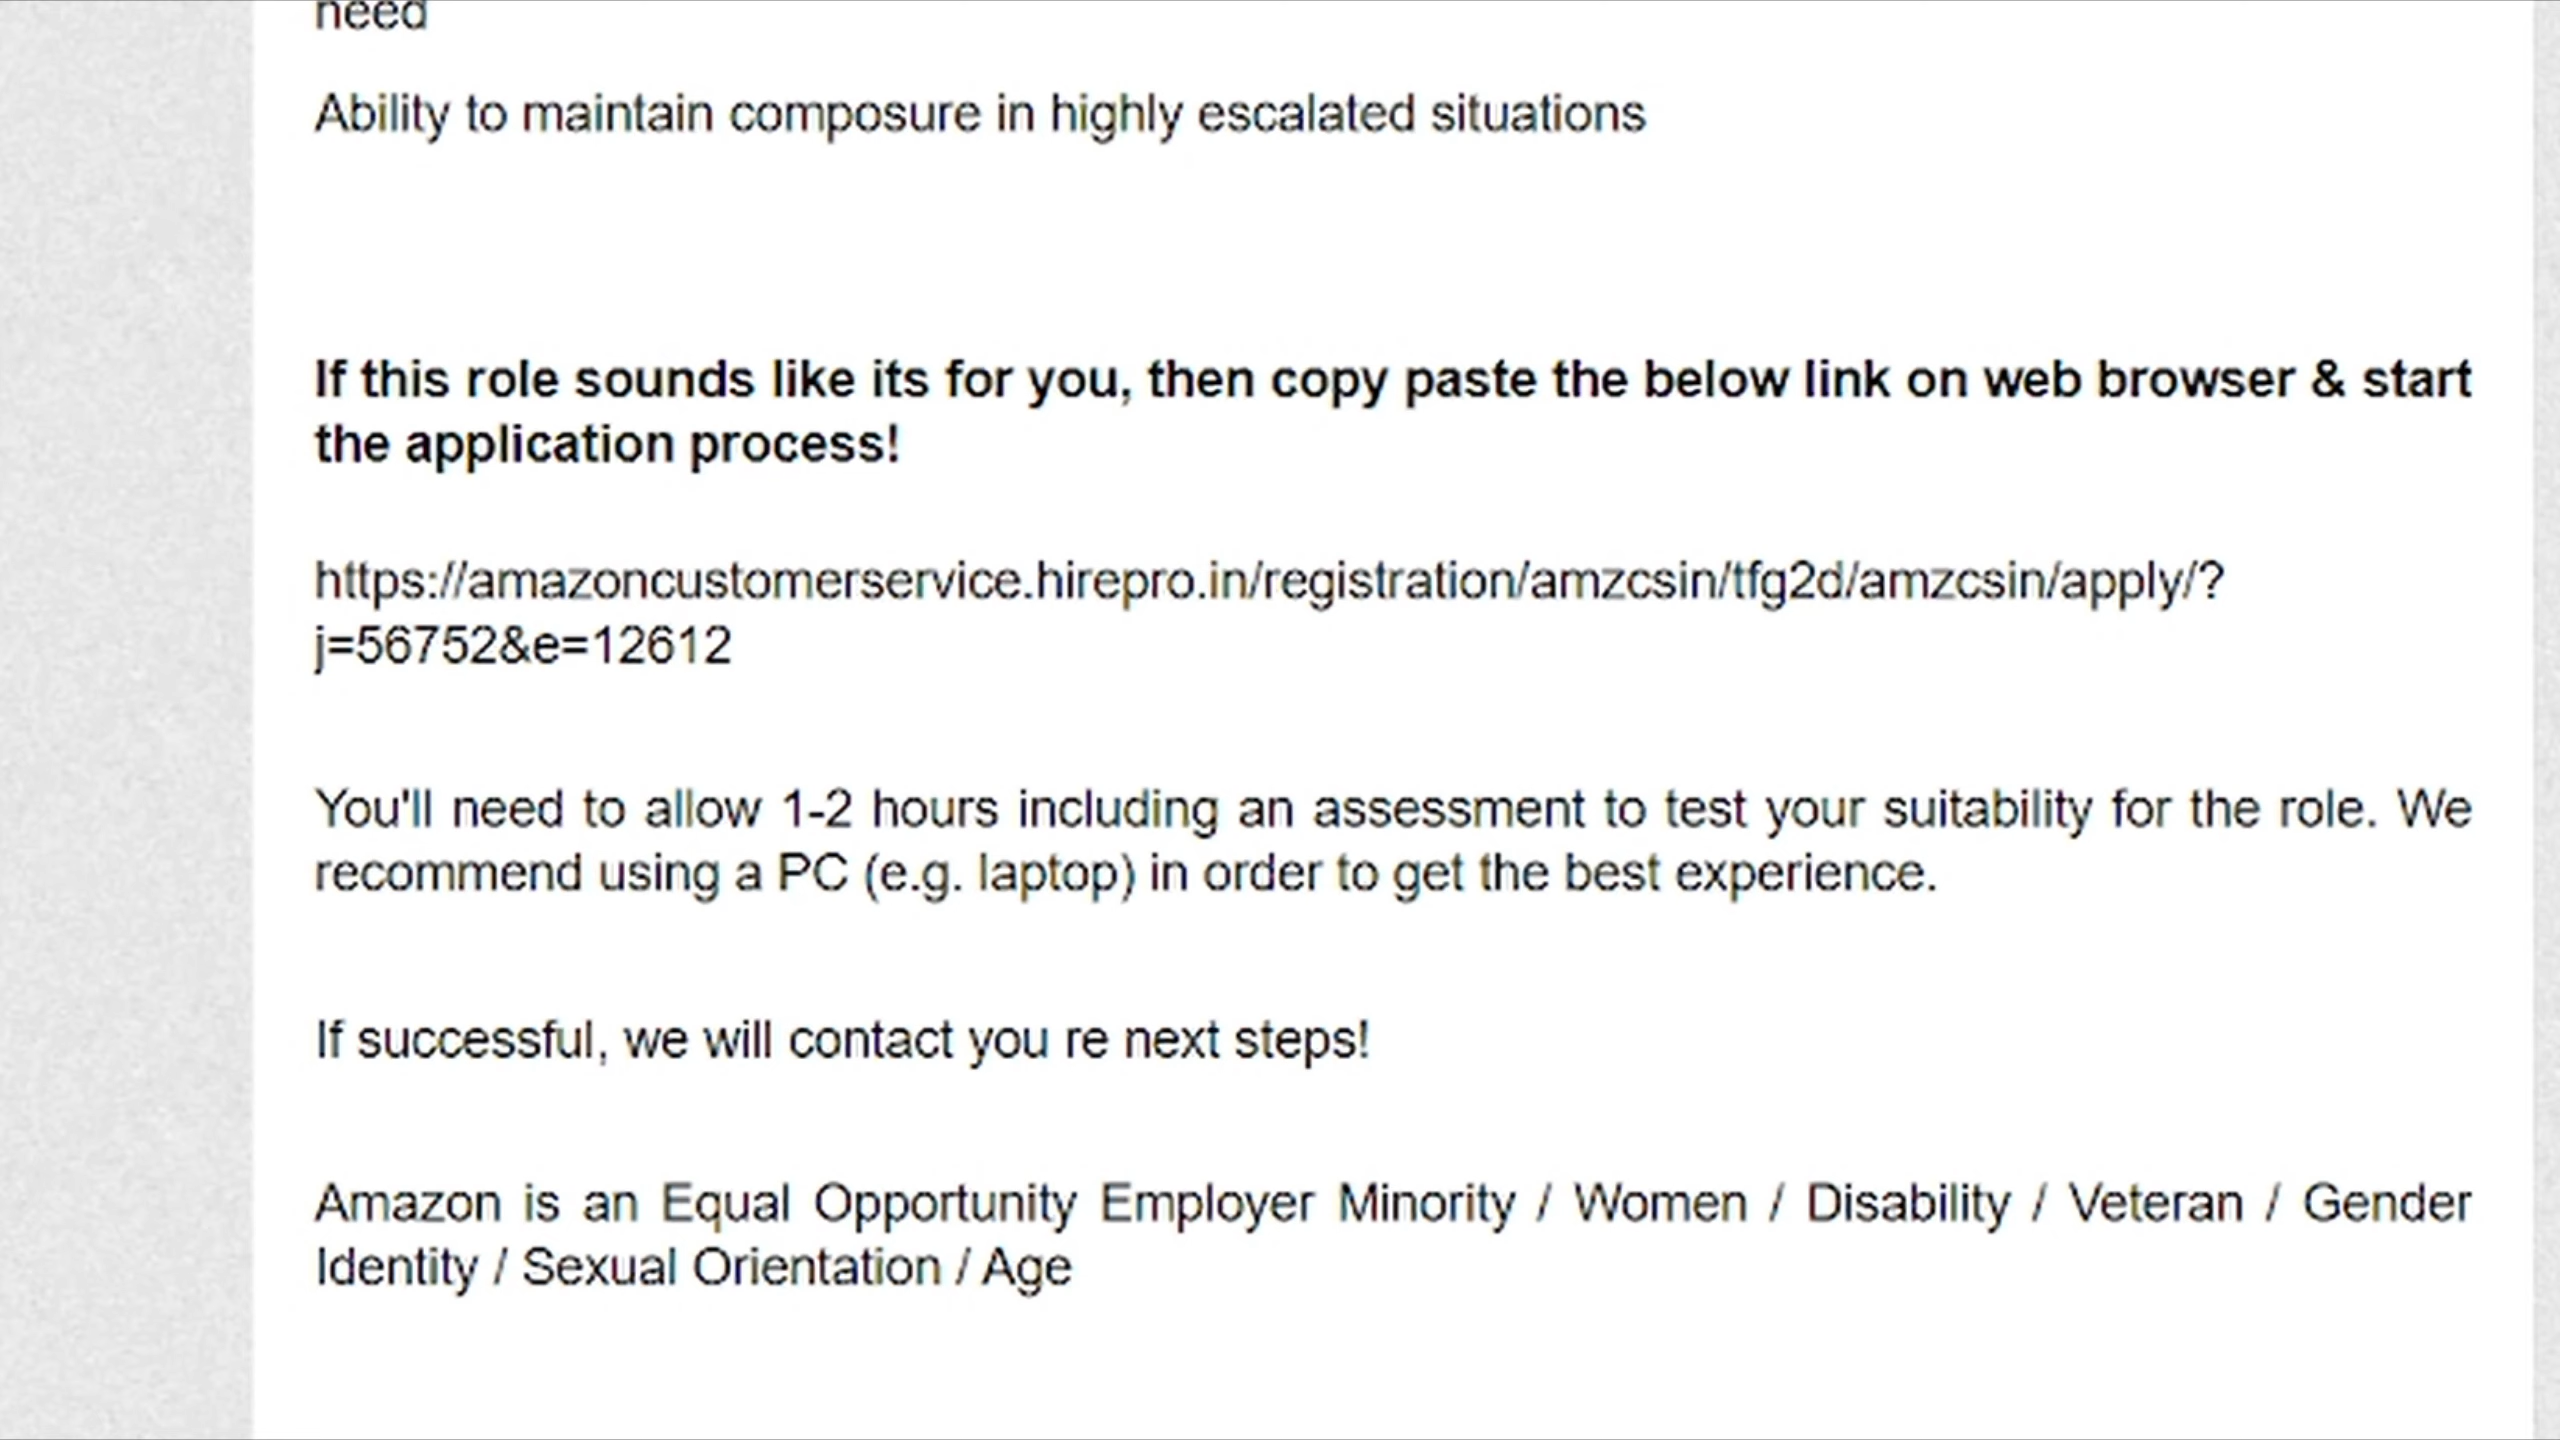 need
Ability to maintain composure in highly escalated situations
If this role sounds like its for you, then copy paste the below link on web browser & start
the application process!
https://amazoncustomerservice.hirepro.in/registration/amzcsin/tfg2d/amzcsin/apply/?
j=56752&e=12612
You'll need to allow 1-2 hours including an assessment to test your suitability for the role. We
recommend using a PC (e.g. laptop) in order to get the best experience.
If successful, we will contact you re next steps!
Amazon is an Equal Opportunity Employer Minority / Women / Disability / Veteran / Gender
Identity / Sexual Orientation / Age